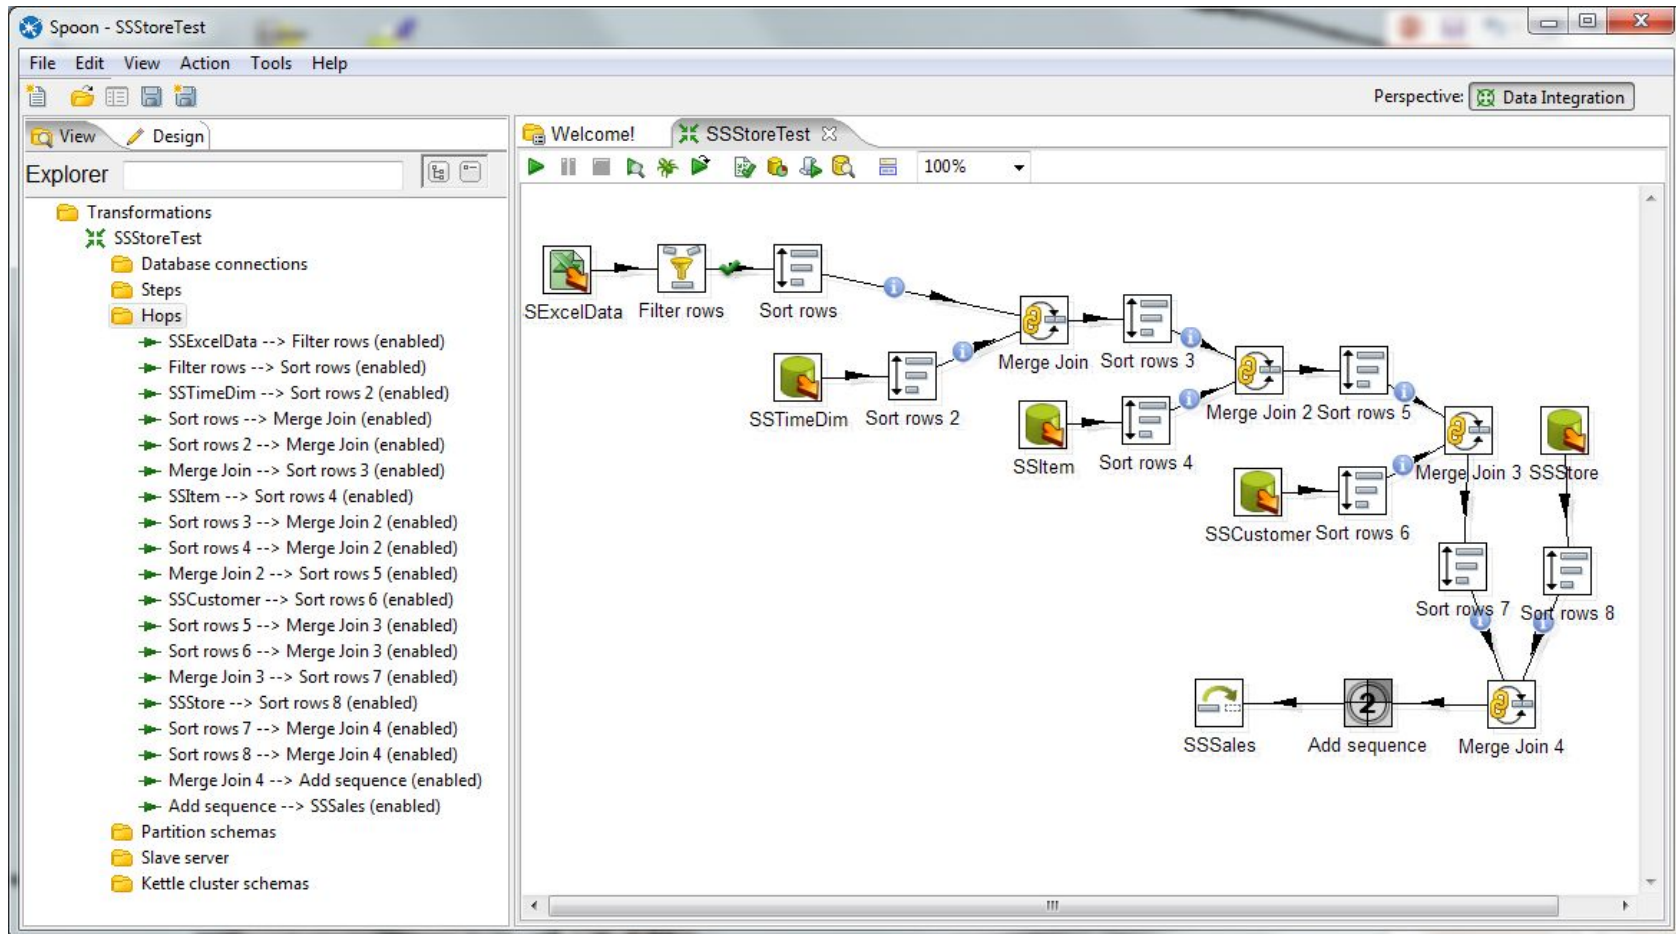 Spoon - SSStoreTest
File Edit View Action Tools Help
Perspective: Data Integration
View Design
Welcome! SSStoreTest
Explorer
100%
Transformations
SSStoreTest
Database connections
Steps
Hops
SSExcelData --> Filter rows (enabled)
Filter rows --> Sort rows (enabled)
SSTimeDim --> Sort rows 2 (enabled)
Sort rows --> Merge Join (enabled)
Sort rows 2 --> Merge Join (enabled)
Merge Join --> Sort rows 3 (enabled)
SSItem --> Sort rows 4 (enabled)
Sort rows 3 --> Merge Join 2 (enabled)
Sort rows 4 --> Merge Join 2 (enabled)
Merge Join 2 --> Sort rows 5 (enabled)
SSCustomer --> Sort rows 6 (enabled)
Sort rows 5 --> Merge Join 3 (enabled)
Sort rows 6 --> Merge Join 3 (enabled)
Merge Join 3 --> Sort rows 7 (enabled)
SSStore --> Sort rows 8 (enabled)
Sort rows 7 --> Merge Join 4 (enabled)
Sort rows 8 --> Merge Join 4 (enabled)
Merge Join 4 --> Add sequence (enabled)
Add sequence --> SSSales (enabled)
Partition schemas
Slave server
Kettle cluster schemas
SExcelData Filter rows Sort rows
Merge Join Sort rows 3
SSTimeDim Sort rows 2
Merge Join 2 Sort rows 5
SSItem Sort rows 4
Merge Join 3 SSStore
SSCustomer Sort rows 6
Sort rows 7 Sort rows 8
2
SSSales Add sequence Merge Join 4